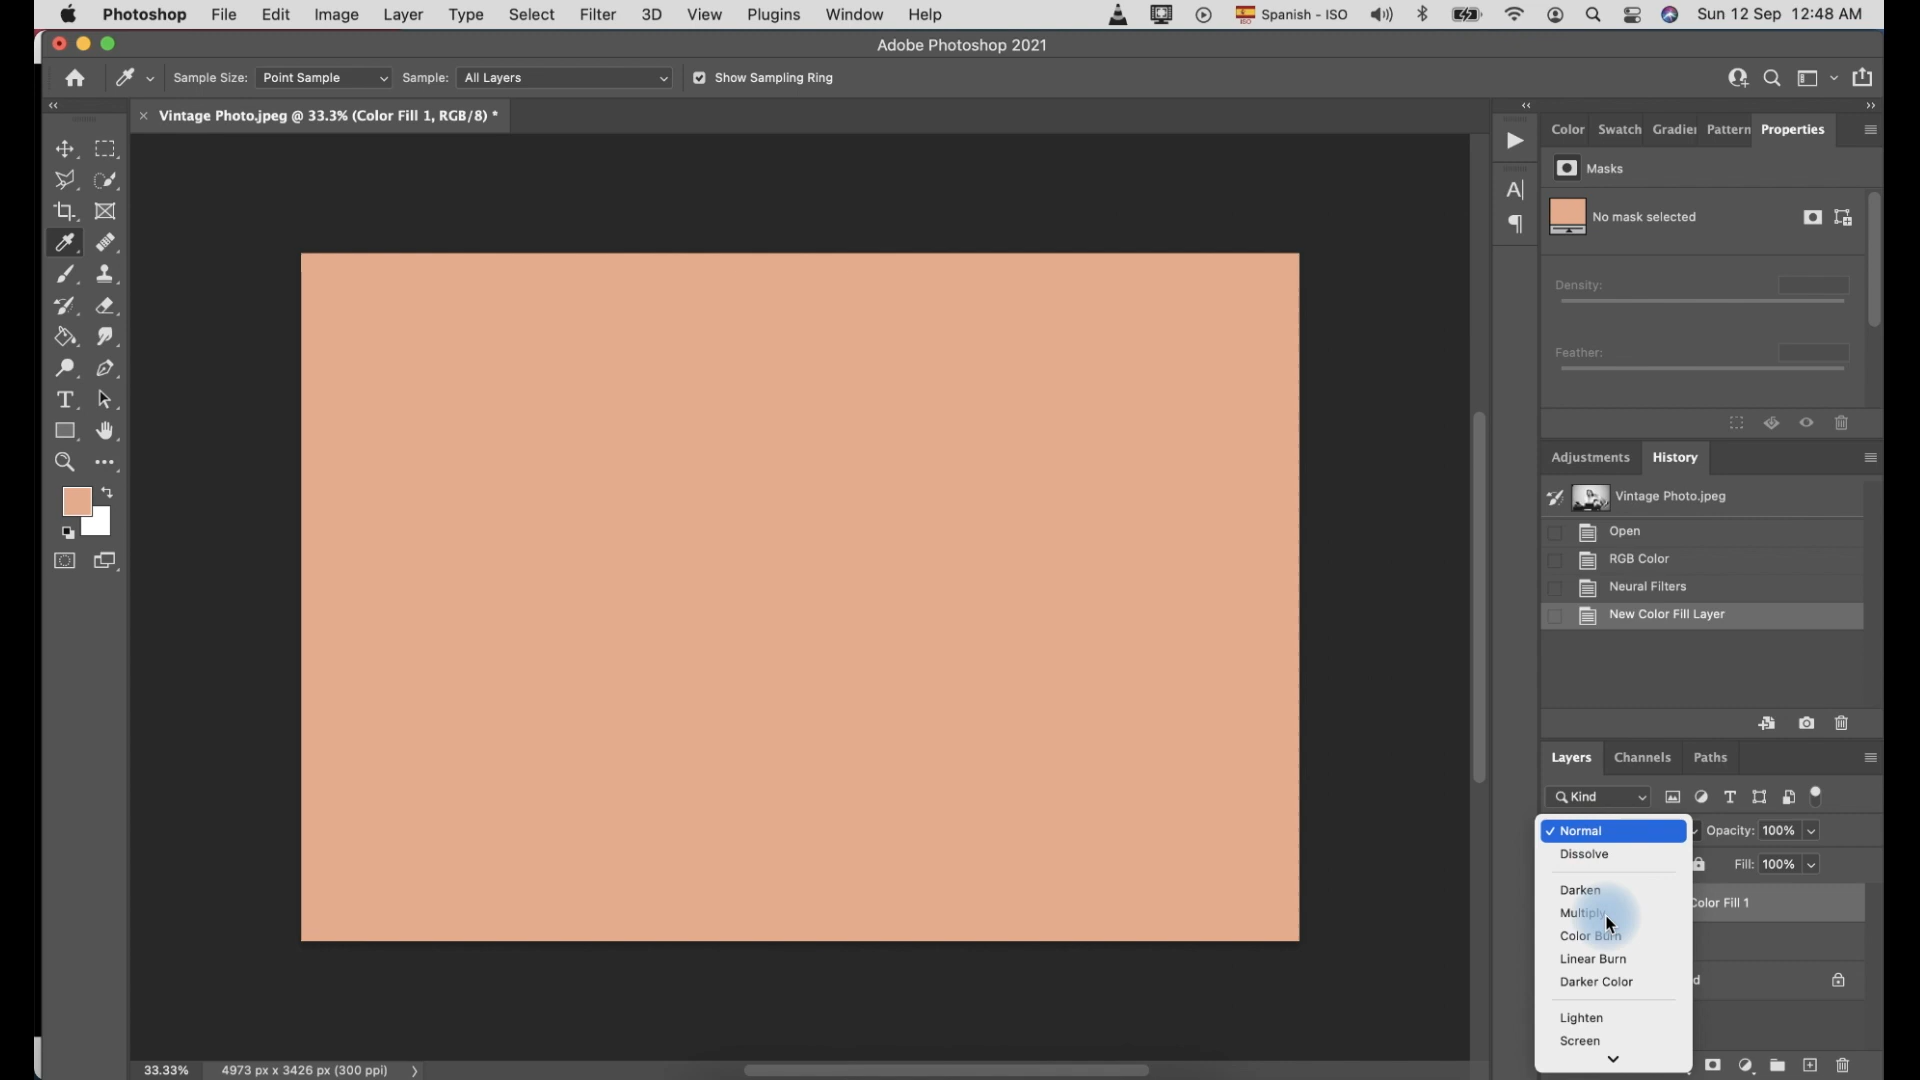 Photoshop File Edit Image Layer Type Select Filter 3D View Plugins Window Help Spanish - ISO Sun 12 Sep 12:48 AM
Adobe Photoshop 2021
Sample Size: Point Sample Sample: All Layers Show Sampling Ring
× Vintage Photo.jpeg @ 33.3% (Color Fill 1, RGB/8) *
Color Swatch Gradier Pattern Properties
Masks
No mask selected
Density:
Feather:
Adjustments History
Vintage Photo.jpeg
Open
RGB Color
Neural Filters
New Color Fill Layer
Layers Channels Paths
Kind
Normal Opacity: 100%
Dissolve
Fill: 100%
Darken
Color Fill 1
Multiply
Color Burn
Linear Burn
Darker Color
d
Lighten
Screen
33.33% 4973 px x 3426 px (300 ppi)